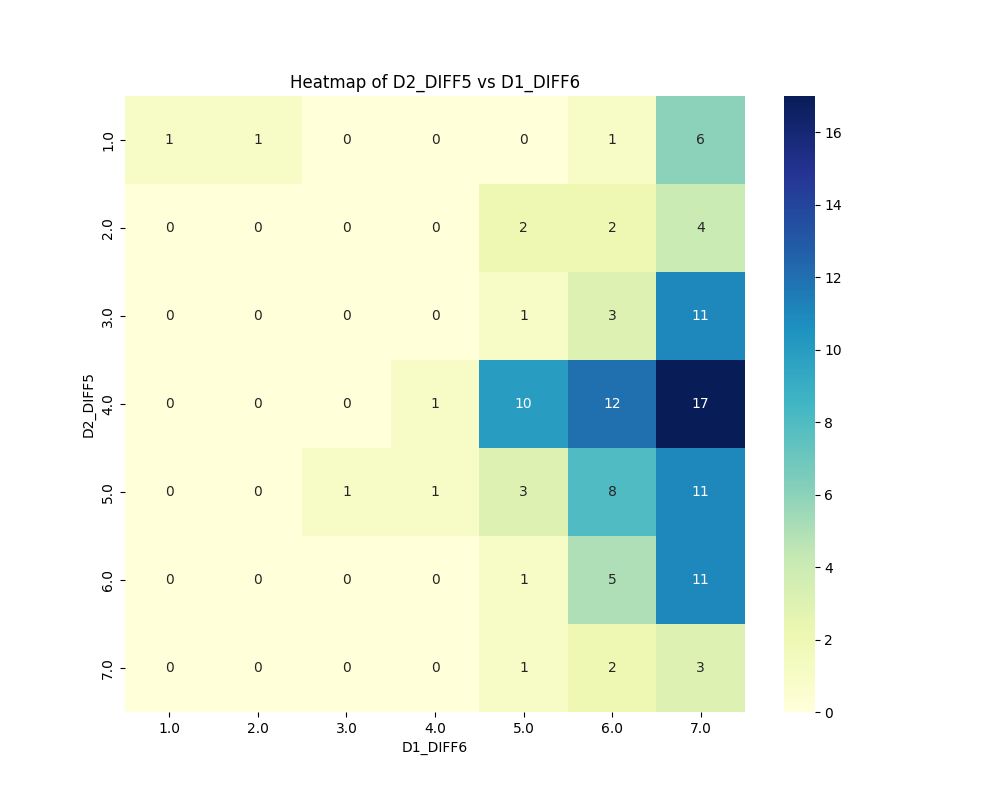 Heatmap of D2_DIFF5 vs D1_DIFF6
D2_DIFF5
1.0 1 1 0 0 0 1 6
2.0 0 0 0 0 2 2 4
3.0 0 0 0 0 1 3 11
4.0 0 0 0 1 10 12 17
5.0 0 0 1 1 3 8 11
6.0 0 0 0 0 1 5 11
7.0 0 0 0 0 1 2 3
1.0 2.0 3.0 4.0 5.0 6.0 7.0
D1_DIFF6
16
14
12
10
8
6
4
2
0